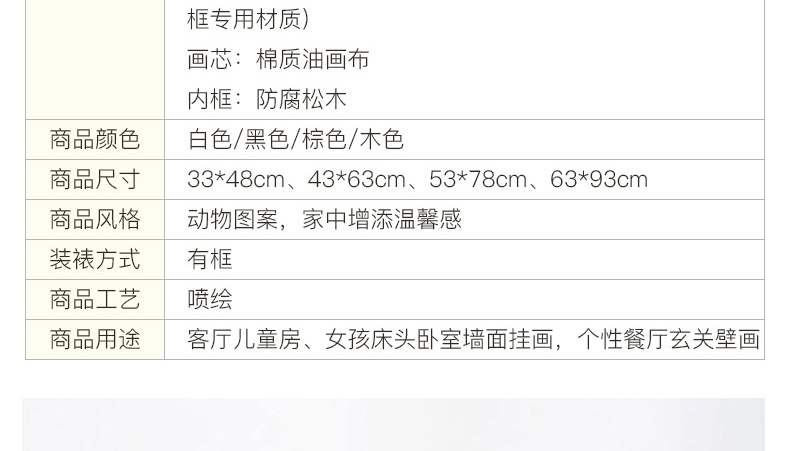 框专用材质)
画芯：棉质油画布
内框：防腐松木
商品颜色 白色/黑色/棕色/木色
商品尺寸 33*48cm、43*63cm、53*78cm、63*93cm
商品风格 动物图案，家中增添温馨感
装裱方式 有框
商品工艺 喷绘
商品用途 客厅儿童房、女孩床头卧室墙面挂画，个性餐厅玄关壁画